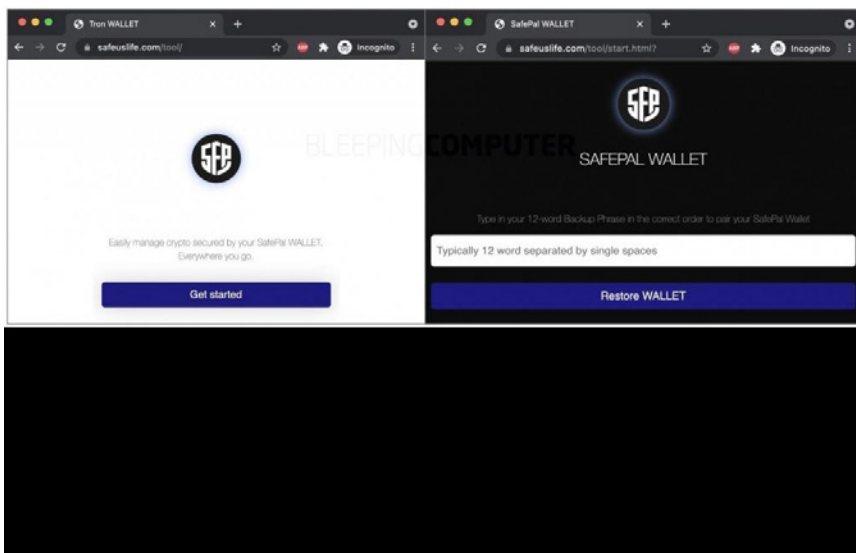 Tron WALLET
safeuslife.com/tool/
Incognito
SFP
Easily manage crypto secured by your SafePal WALLET.
Everywhere you go.
Get started
SafePal WALLET
safeuslife.com/tool/start.html?
Incognito
SFP
SAFEPAL WALLET
Type in your 12-word Backup Phrase in the correct order to pair your SafePal Wallet
Typically 12 word separated by single spaces
Restore WALLET
BLEEPINGCOMPUTER